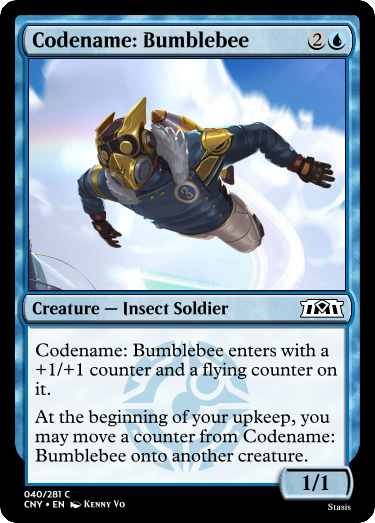 Codename: Bumblebee 2
Creature — Insect Soldier
Codename: Bumblebee enters with a
+1/+1 counter and a flying counter on
it.
At the beginning of your upkeep, you
may move a counter from Codename:
Bumblebee onto another creature.
1/1
040/281 C
CNY • EN Kenny Vo
Stasis